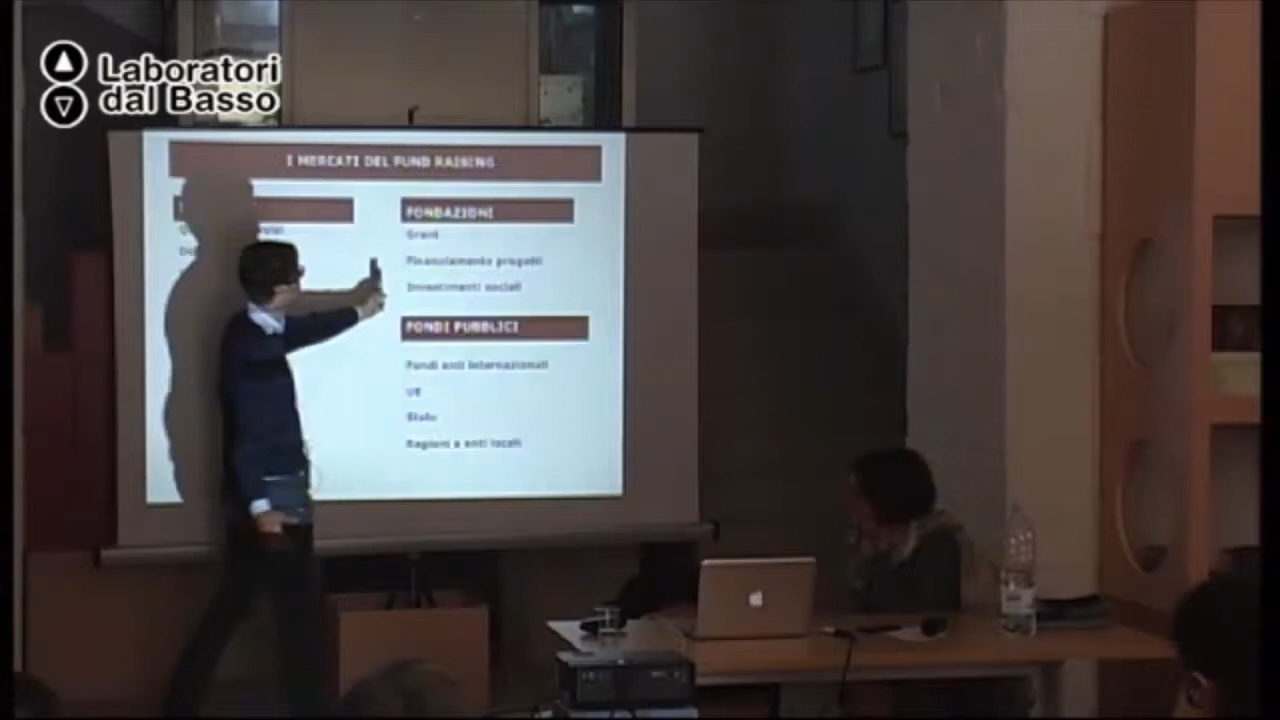 Laboratori
dal Basso
I MERCATI DEL FUND RAISING
FONDAZIONI
Grant
Finanziamento progetti
Investimenti sociali
FONDI PUBBLICI
Fondi enti internazionali
UE
Stato
Regioni e enti locali